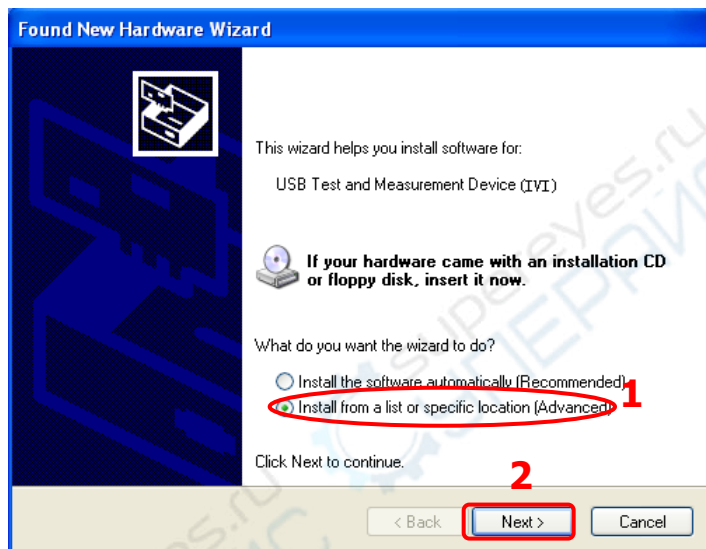 Found New Hardware Wizard
This wizard helps you install software for:
USB Test and Measurement Device (IVI)
If your hardware came with an installation CD
or floppy disk, insert it now.
What do you want the wizard to do?
Install the software automatically (Recommended)
Install from a list or specific location (Advanced)
1
Click Next to continue.
2
< Back
Next >
Cancel
supereyes.ru